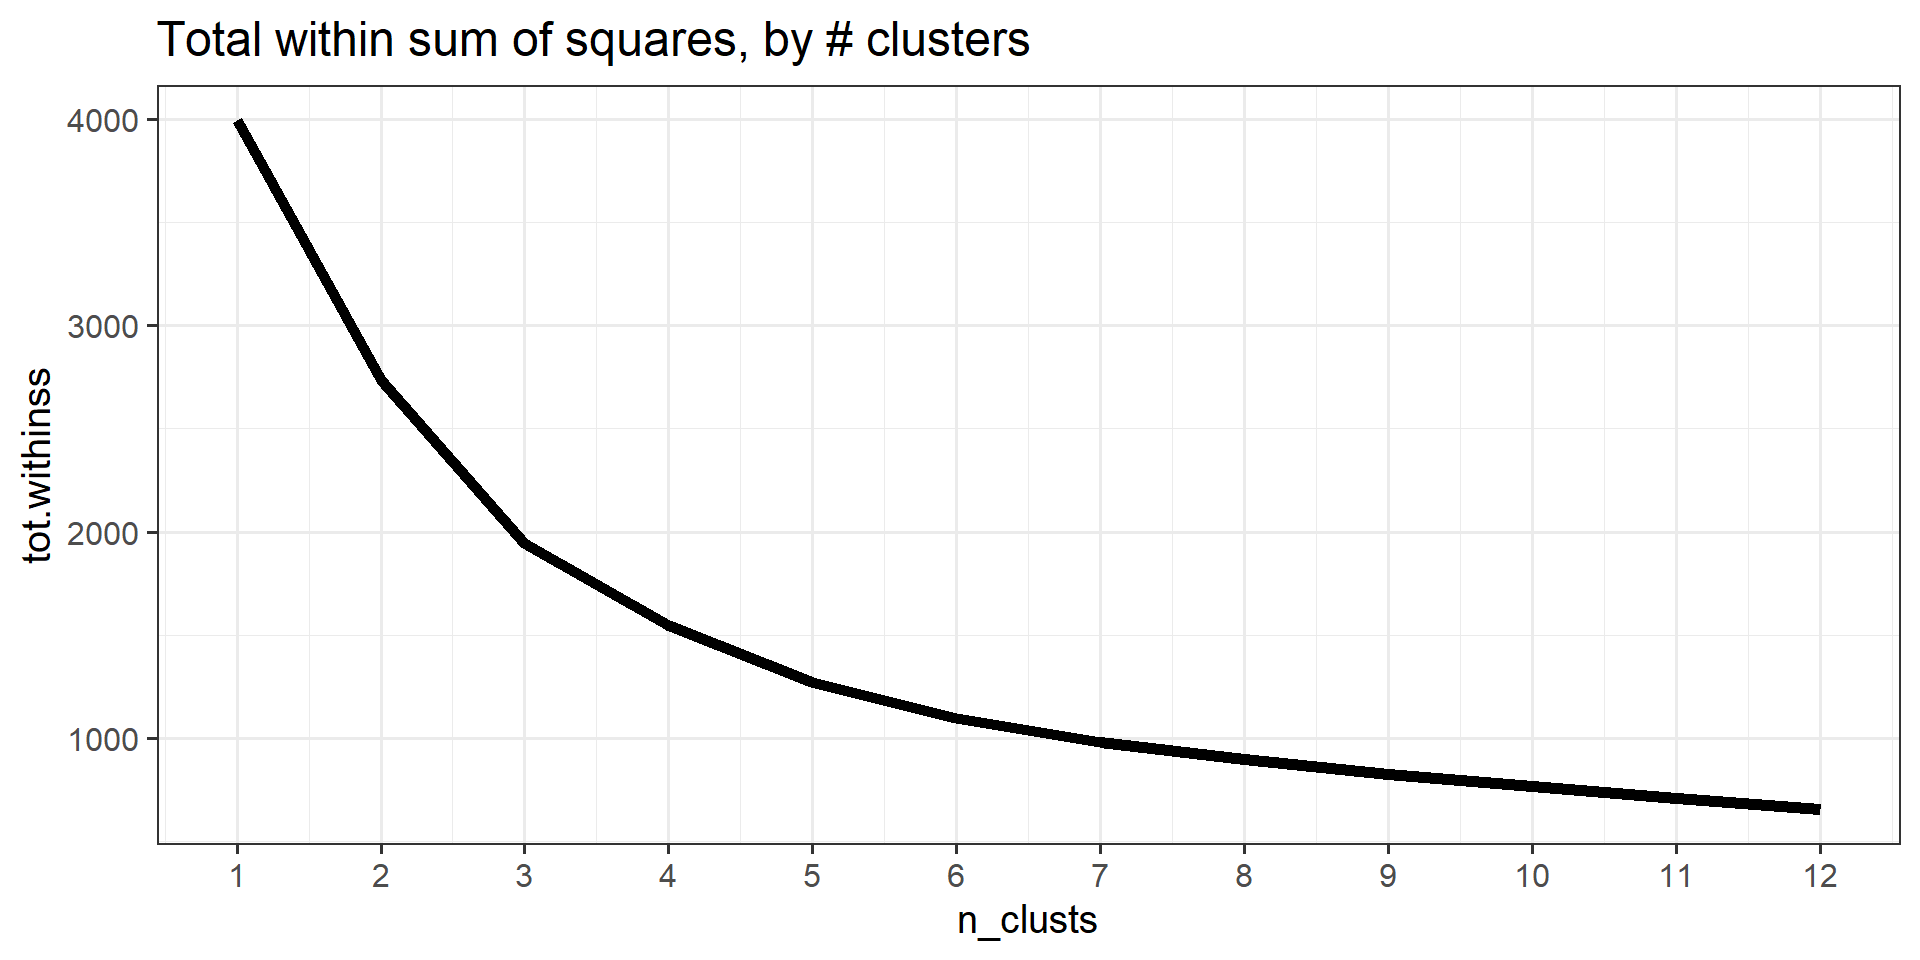 Total within sum of squares, by # clusters
4000
3000
2000
1000
tot.withinss
1 2 3 4 5 6 7 8 9 10 11 12
n_clusts